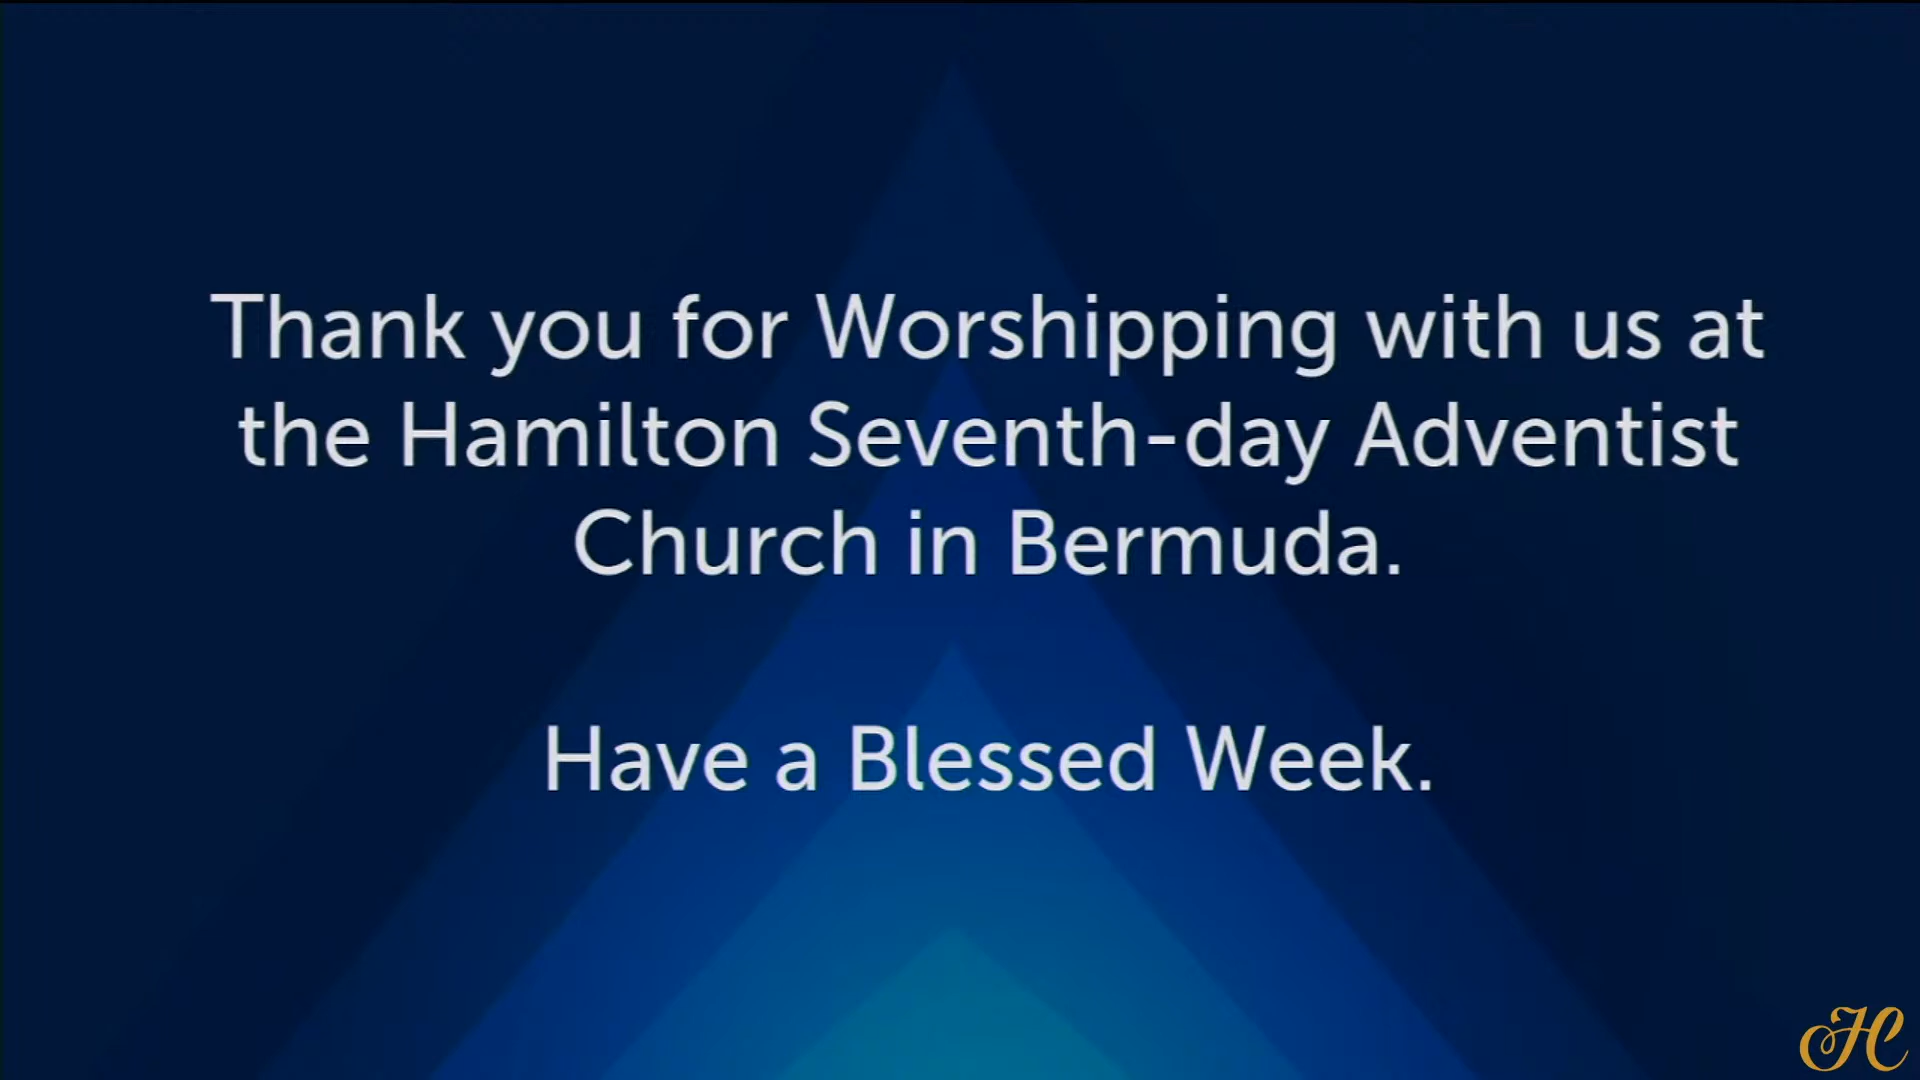 Thank you for Worshipping with us at
the Hamilton Seventh-day Adventist
Church in Bermuda.
Have a Blessed Week.
H